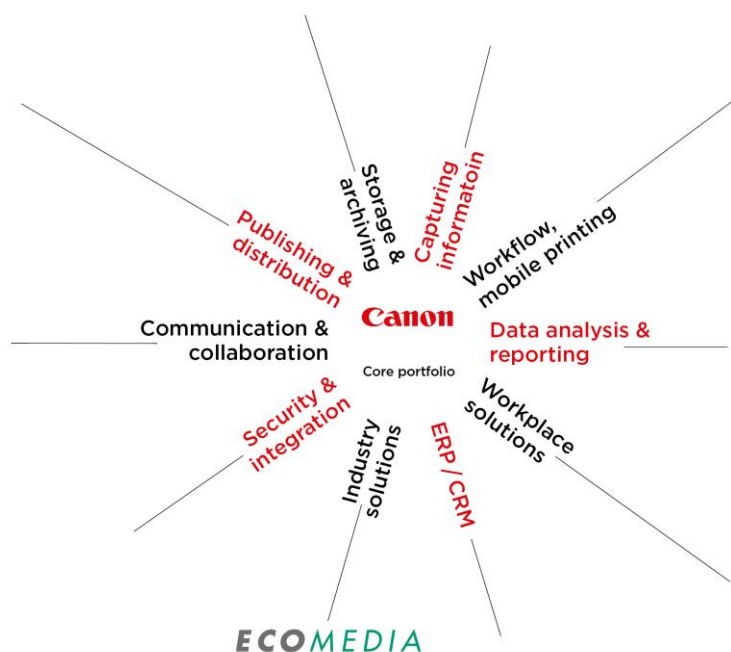 Storage &
archiving
Capturing
informatoin
Publishing &
distribution
Workflow,
mobile printing
Canon
Communication &
collaboration
Data analysis &
reporting
Core portfolio
Security &
integration
Workplace
solutions
Industry
solutions
ERP / CRM
ECOMEDIA